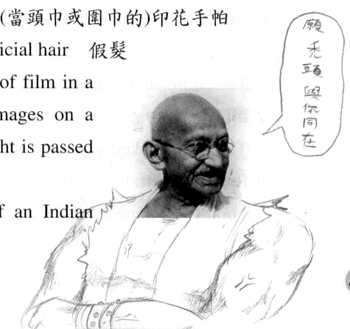 (當頭巾或圍巾的)印花手帕
icial hair 假髮
of film in a
mages on a
ht is passed
f an Indian
願禿頭與你同在